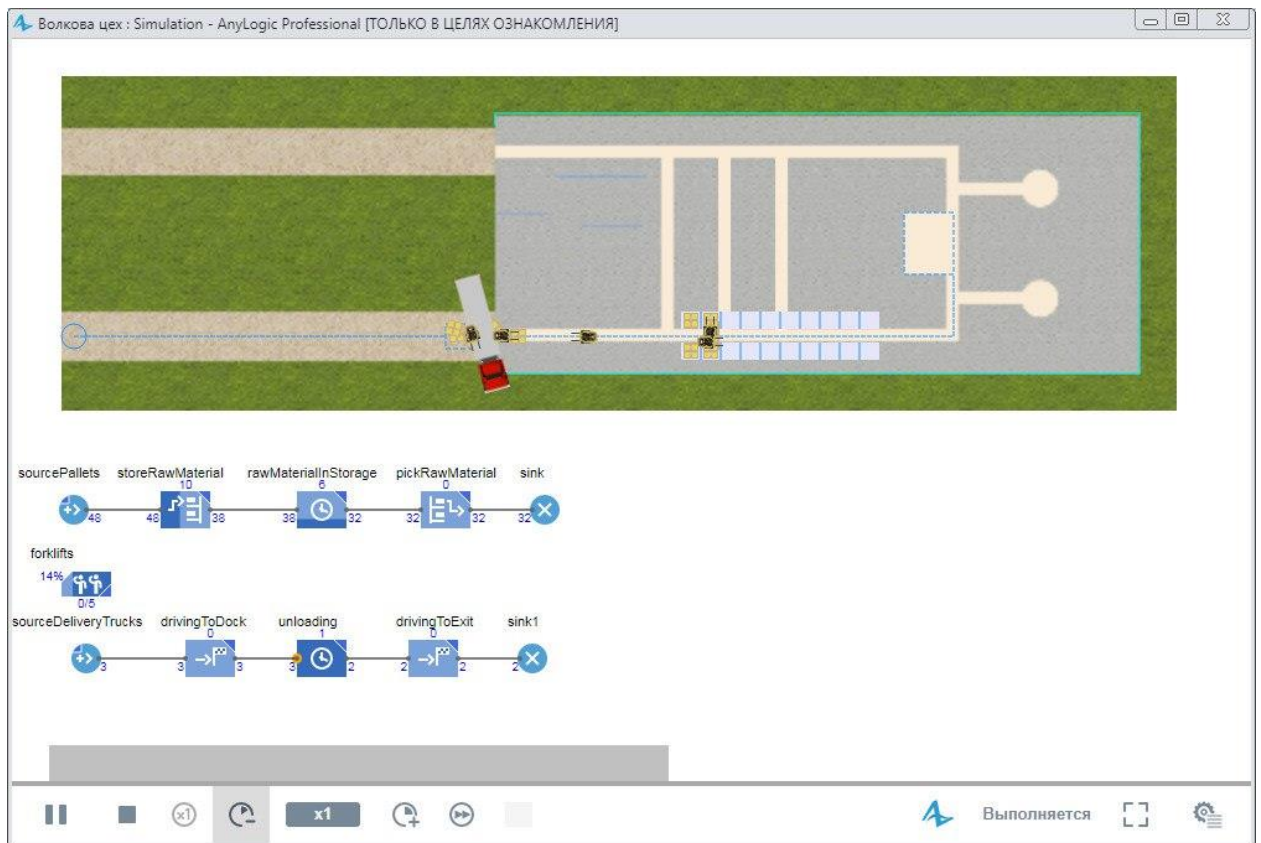 Волкова цех : Simulation - AnyLogic Professional [ТОЛЬКО В ЦЕЛЯХ ОЗНАКОМЛЕНИЯ]
sourcePallets storeRawMaterial rawMaterialInStorage pickRawMaterial sink
10 6 0
48 48 38 38 32 32 32 32
forklifts
14%
0/5
sourceDeliveryTrucks drivingToDock unloading drivingToExit sink1
0 1 0
3 3 3 3 2 2 2 2
x1 x1 Выполняется